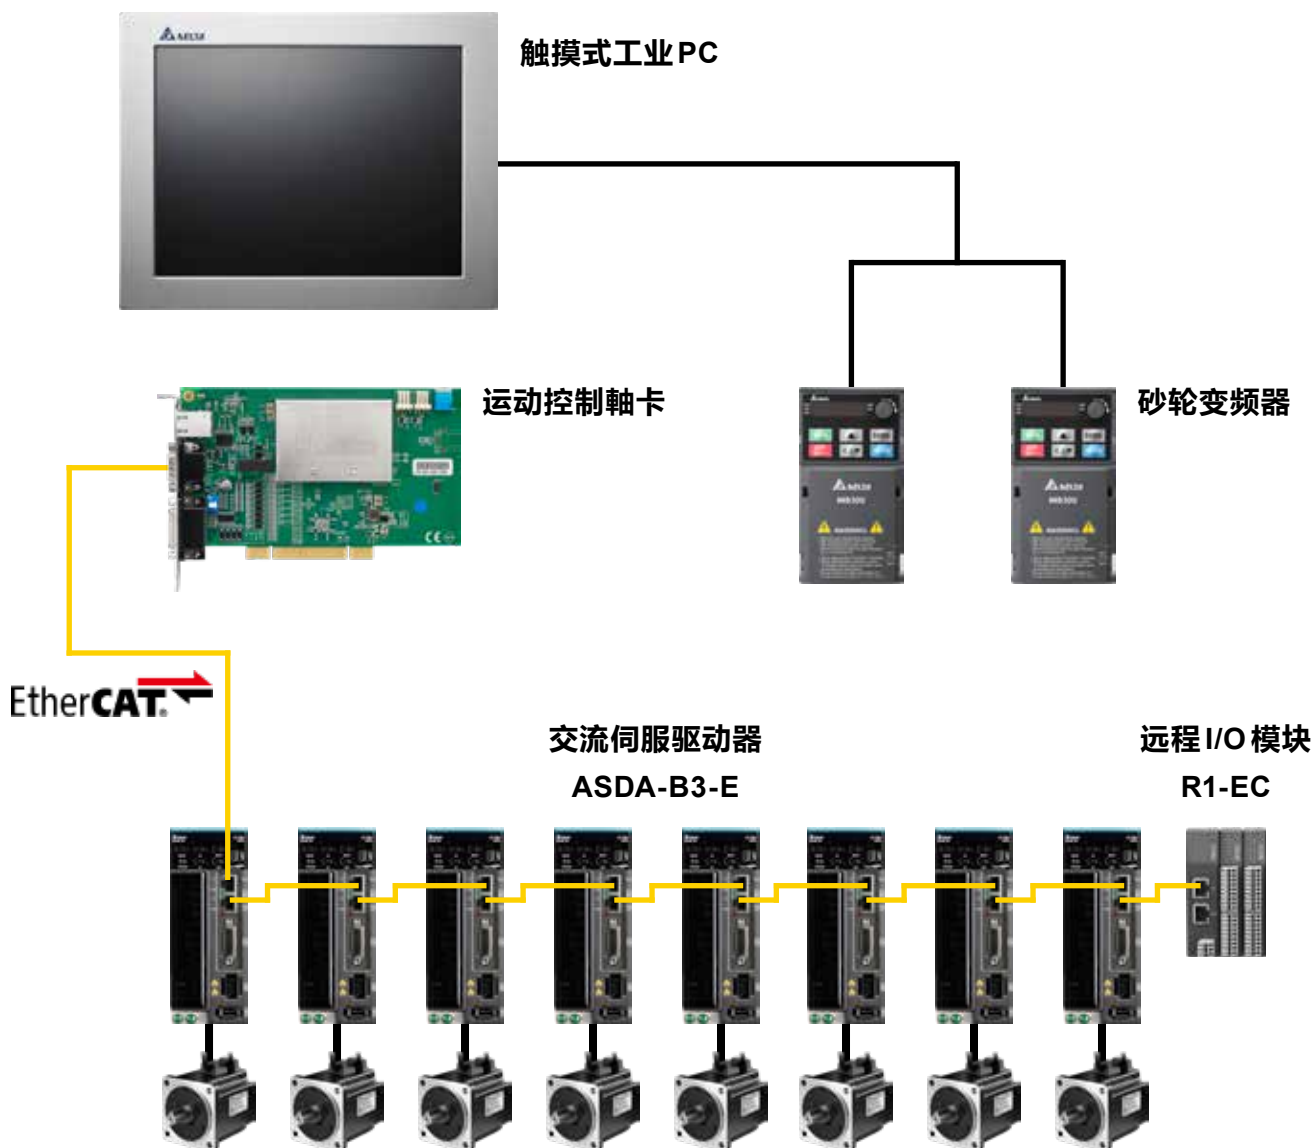 触摸式工业PC
运动控制軸卡
砂轮变频器
EtherCAT®
交流伺服驱动器
ASDA-B3-E
远程I/O模块
R1-EC